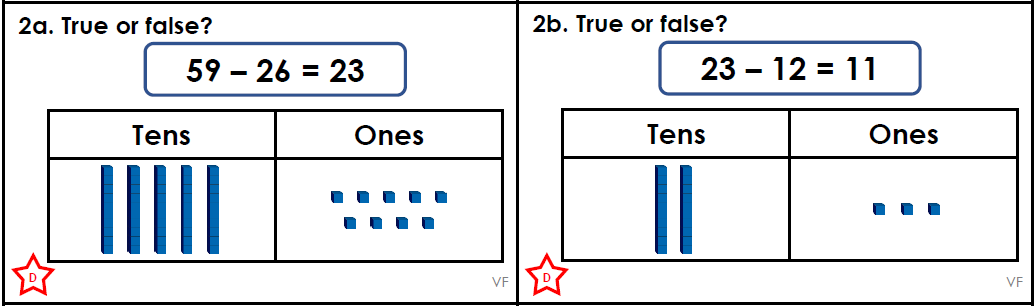 2a. True or false?
59 – 26 = 23
Tens Ones
D
VF
2b. True or false?
23 – 12 = 11
Tens Ones
D
VF